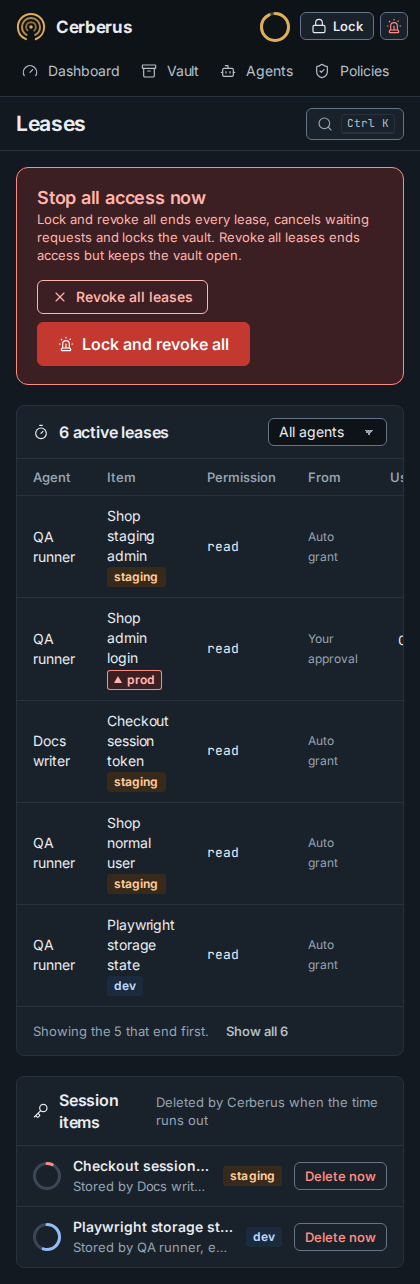 Cerberus
Lock
Dashboard Vault Agents Policies
Leases
Ctrl K
Stop all access now
Lock and revoke all ends every lease, cancels waiting
requests and locks the vault. Revoke all leases ends
access but keeps the vault open.
Revoke all leases
Lock and revoke all
6 active leases
All agents
Agent Item Permission From
QA runner
Shop staging admin
staging
read
Auto grant
QA runner
Shop admin login
prod
read
Your approval
Docs writer
Checkout session token
staging
read
Auto grant
QA runner
Shop normal user
staging
read
Auto grant
QA runner
Playwright storage state
dev
read
Auto grant
Showing the 5 that end first. Show all 6
Session items
Deleted by Cerberus when the time
runs out
Checkout session...
Stored by Docs writ...
staging
Delete now
Playwright storage st...
Stored by QA runner, e...
dev
Delete now